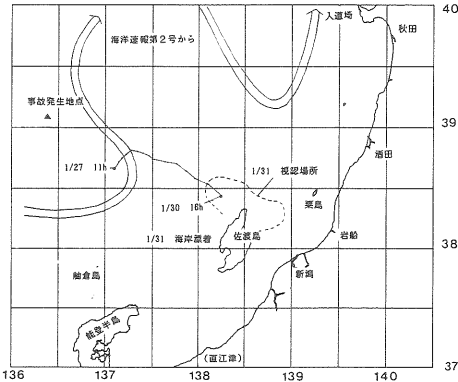 40
海洋速報第２号から
入道埼
秋田
事故発生地点
39
酒田
1/27 11h
1/31 視認場所
粟島
1/30 16h
1/31 海岸漂着
佐渡島
岩船
38
舳倉島
新潟
能登半島
(直江津)
37
136
137
138
139
140